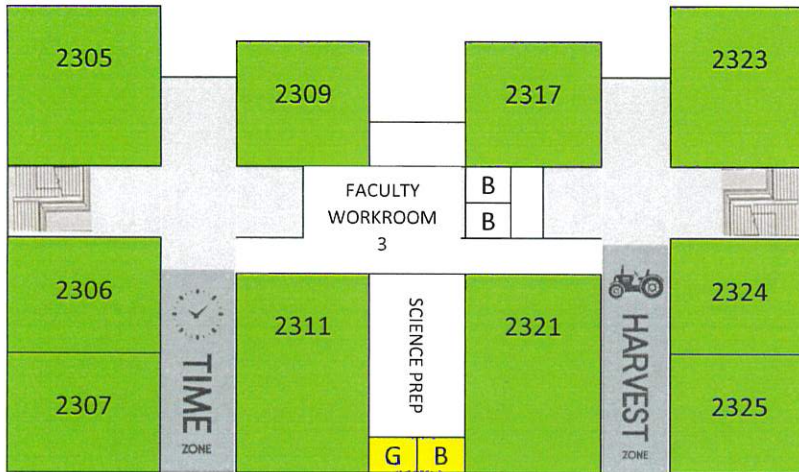 2305
2309
2317
2323
FACULTY
WORKROOM
3
B
B
2306
2311
SCIENCE PREP
2321
2324
TIME
ZONE
HARVEST
ZONE
2307
2325
G
B